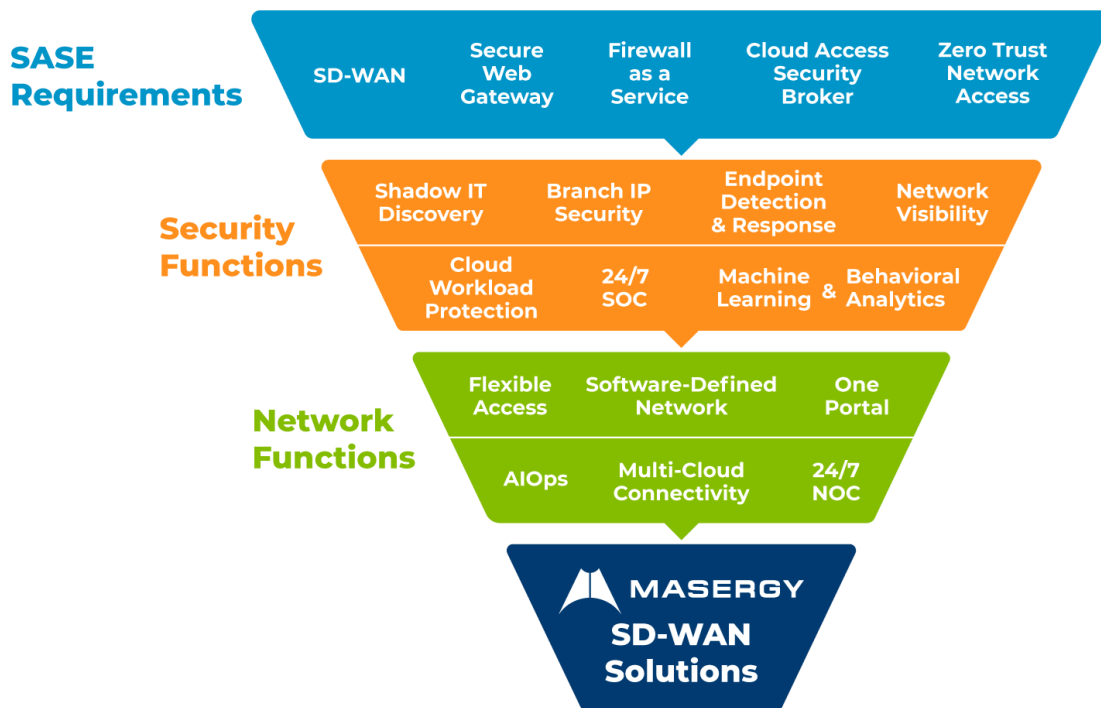 SASE
Requirements
SD-WAN
Secure
Web
Gateway
Firewall
as a
Service
Cloud Access
Security
Broker
Zero Trust
Network
Access
Security
Functions
Shadow IT
Discovery
Branch IP
Security
Endpoint
Detection
& Response
Network
Visibility
Cloud
Workload
Protection
24/7
SOC
Machine
Learning
&
Behavioral
Analytics
Network
Functions
Flexible
Access
Software-Defined
Network
One
Portal
AIOps
Multi-Cloud
Connectivity
24/7
NOC
MASERGY
SD-WAN
Solutions